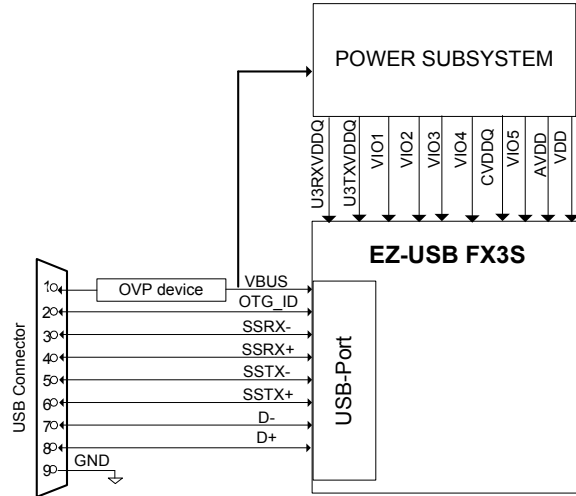 POWER SUBSYSTEM
U3RXVDDQ
U3TXVDDQ
VIO1
VIO2
VIO3
VIO4
CVDDQ
VIO5
AVDD
VDD
EZ-USB FX3S
USB Connector
1
OVP device
VBUS
2
OTG_ID
3
SSRX-
4
SSRX+
5
SSTX-
6
SSTX+
7
D-
8
D+
9
GND
USB-Port